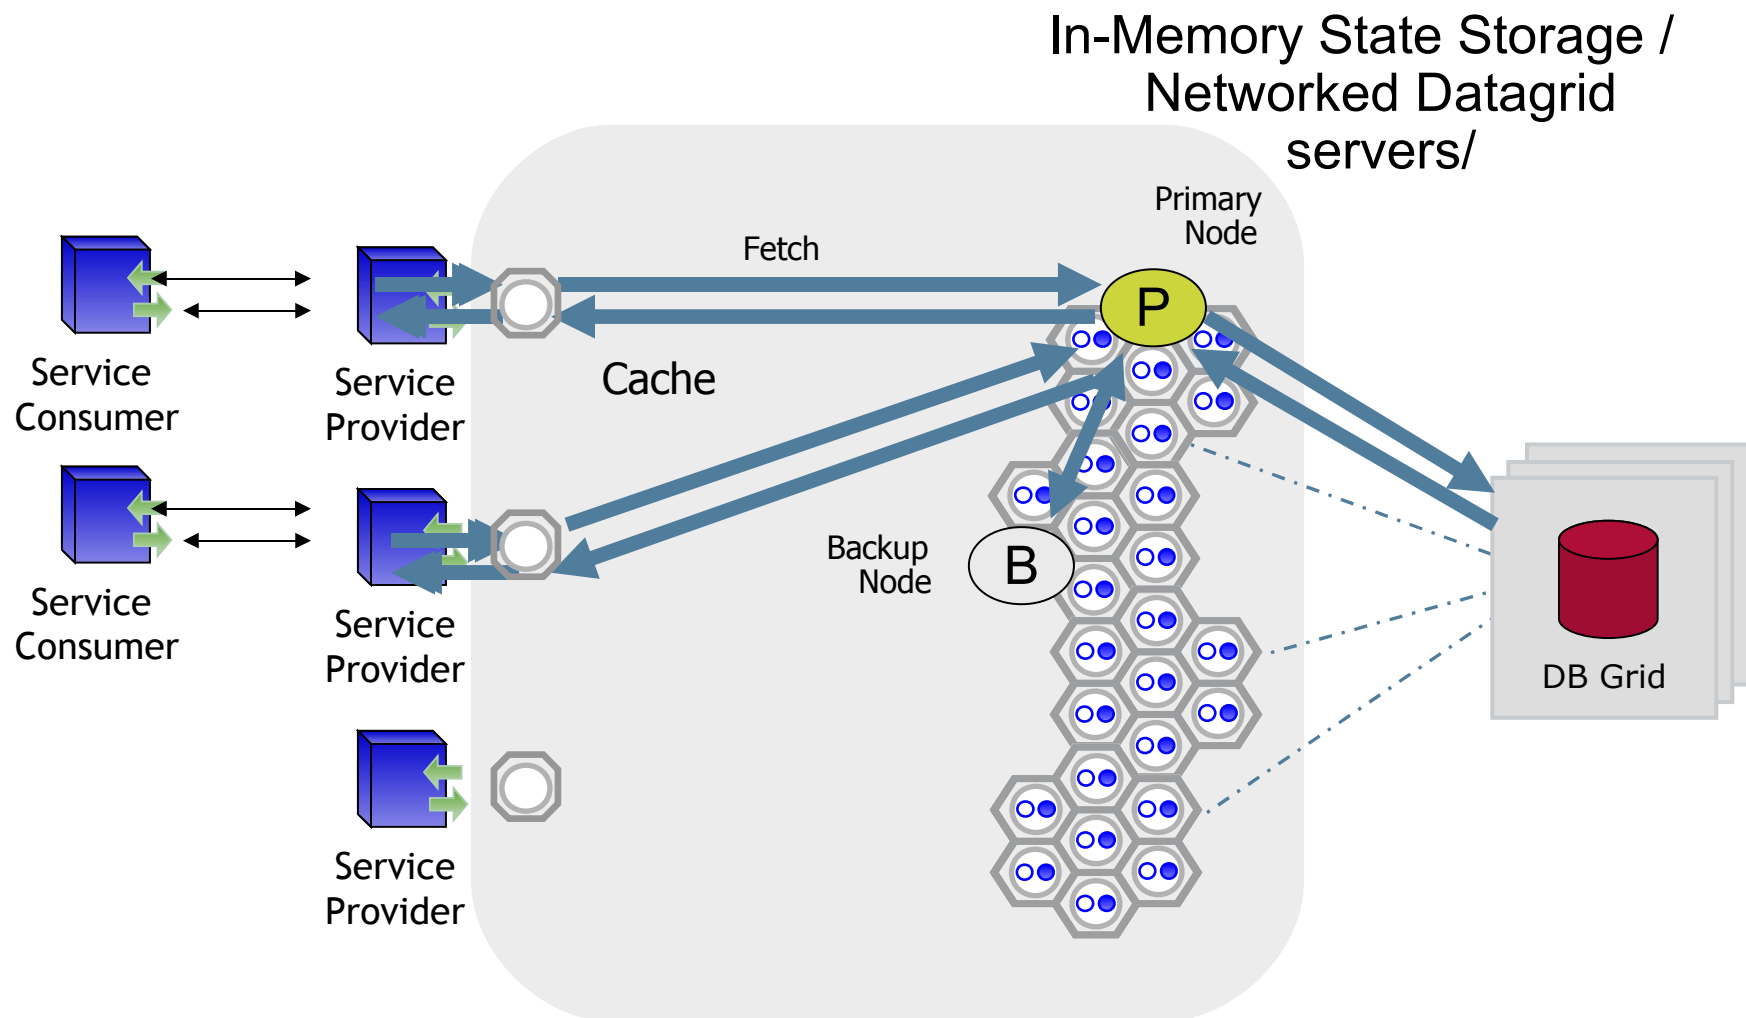 In-Memory State Storage /
Networked Datagrid
servers/
Primary
Node
Fetch
P
Service
Consumer
Service
Provider
Cache
Backup
Node
B
Service
Consumer
Service
Provider
DB Grid
Service
Provider